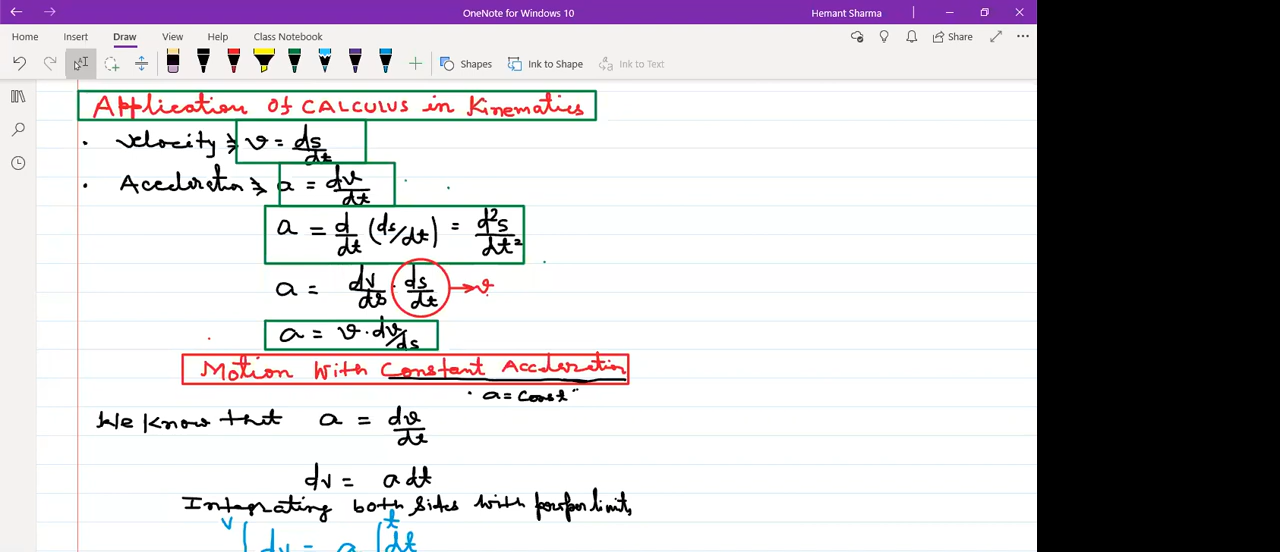 OneNote for Windows 10
Hemant Sharma
Home Insert Draw View Help Class Notebook
Share
Shapes Ink to Shape Ink to Text
Application Of CALCULUS in Kinematics
• Velocity ⇒ v = ds/dt
• Acceleration ⇒ a = dv/dt
a = d/dt (ds/dt) = d²s/dt²
a = dv/ds · ds/dt → v
a = v · dv/ds
Motion With Constant Acceleration
• a = const
We know that a = dv/dt
dv = a dt
Integrating both sides with limit
v t
∫ dv = a ∫ dt